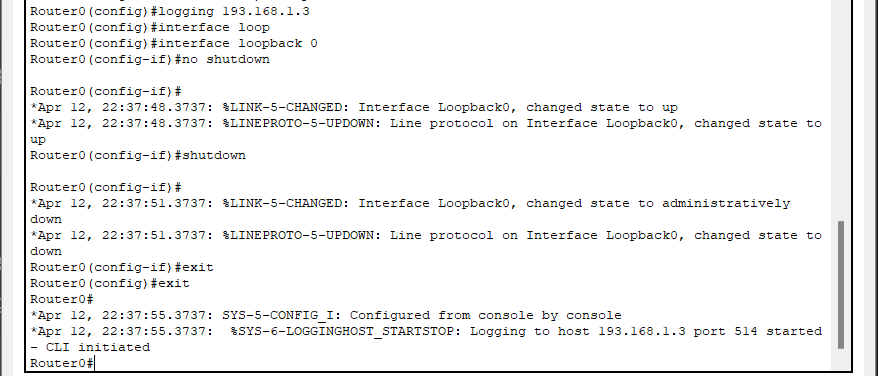 Router0(config)#logging 193.168.1.3
Router0(config)#interface loop
Router0(config)#interface loopback 0
Router0(config-if)#no shutdown
Router0(config-if)#
*Apr 12, 22:37:48.3737: %LINK-5-CHANGED: Interface Loopback0, changed state to up
*Apr 12, 22:37:48.3737: %LINEPROTO-5-UPDOWN: Line protocol on Interface Loopback0, changed state to
up
Router0(config-if)#shutdown
Router0(config-if)#
*Apr 12, 22:37:51.3737: %LINK-5-CHANGED: Interface Loopback0, changed state to administratively
down
*Apr 12, 22:37:51.3737: %LINEPROTO-5-UPDOWN: Line protocol on Interface Loopback0, changed state to
down
Router0(config-if)#exit
Router0(config)#exit
Router0#
*Apr 12, 22:37:55.3737: SYS-5-CONFIG_I: Configured from console by console
*Apr 12, 22:37:55.3737:  %SYS-6-LOGGINGHOST_STARTSTOP: Logging to host 193.168.1.3 port 514 started
- CLI initiated
Router0#